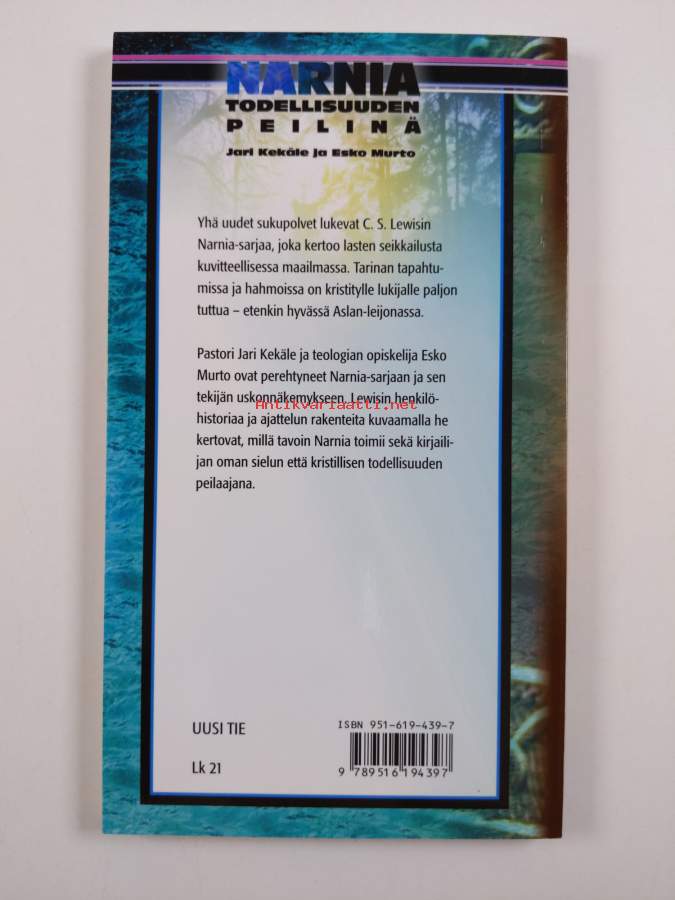 NARNIA
TODELLISUUDEN
PEILINÄ
Jari Kekäle ja Esko Murto
Yhä uudet sukupolvet lukevat C. S. Lewisin
Narnia-sarjaa, joka kertoo lasten seikkailusta
kuvitteellisessa maailmassa. Tarinan tapahtu-
missa ja hahmoissa on kristitylle lukijalle paljon
tuttua – etenkin hyvässä Aslan-leijonassa.
Pastori Jari Kekäle ja teologian opiskelija Esko
Murto ovat perehtyneet Narnia-sarjaan ja sen
tekijän uskonnäkemykseen. Lewisin henkilö-
Antikvariaatti.net
historiaa ja ajattelun rakenteita kuvaamalla he
kertovat, millä tavoin Narnia toimii sekä kirjaili-
jan oman sielun että kristillisen todellisuuden
peilaajana.
UUSI TIE
Lk 21
ISBN 951-619-439-7
9 789516 194397